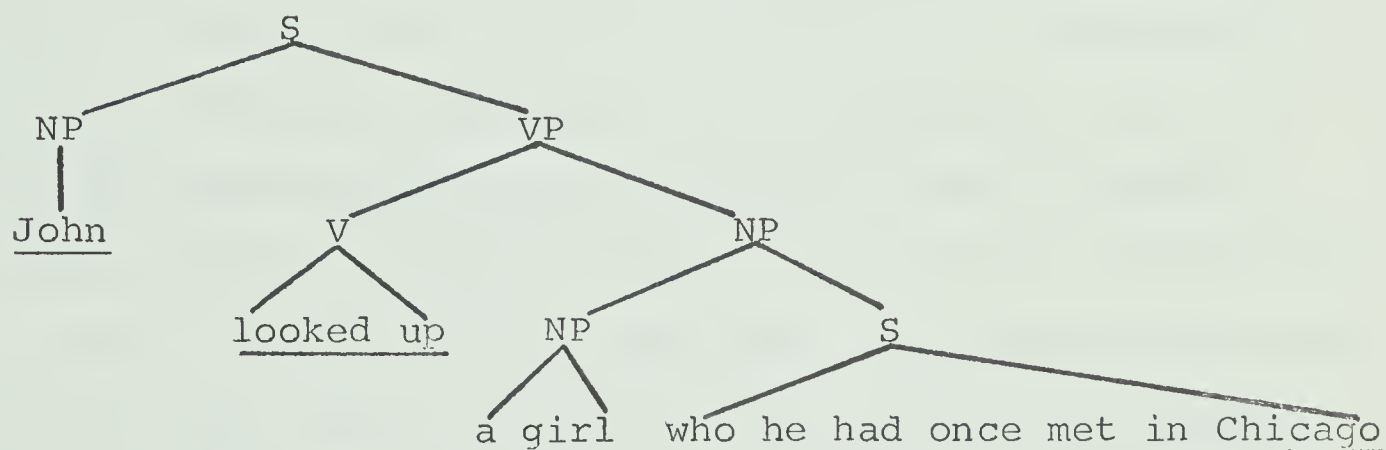 S
NP VP
John V NP
looked up NP S
a girl who he had once met in Chicago